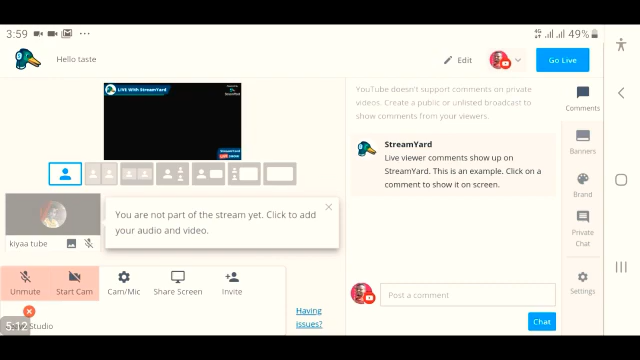 3:59
49%
Hello taste
Edit
Go Live
LIVE With StreamYard
YouTube doesn't support comments on private
videos. Create a public or unlisted broadcast to
show comments from your viewers.
Comments
StreamYard
Live viewer comments show up on
StreamYard. This is an example. Click on a
comment to show it on screen.
Banners
Brand
Private
Chat
You are not part of the stream yet. Click to add
your audio and video.
kiyaa tube
Unmute
Start Cam
Cam/Mic
Share Screen
Invite
Having
issues?
Post a comment
Chat
Settings
5:12
Studio